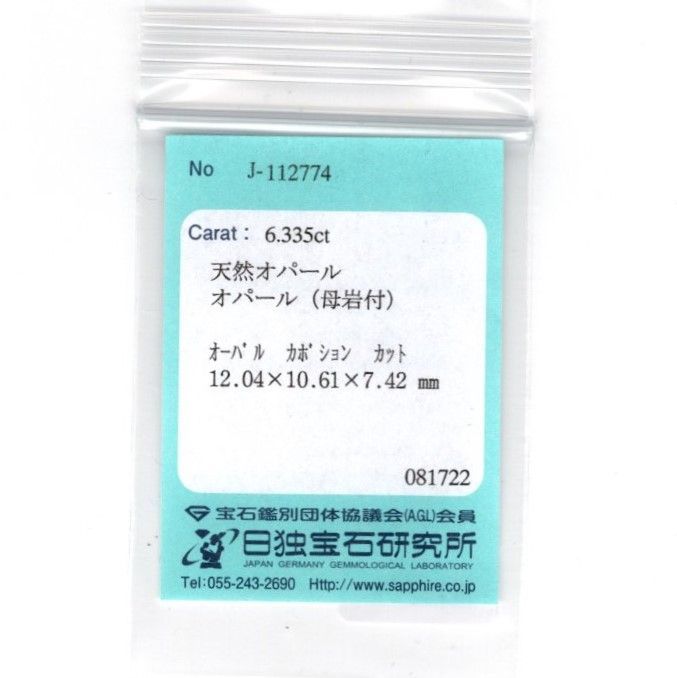 No J-112774
Carat: 6.335ct
天然オパール
オパール（母岩付）
ｵｰﾊﾞﾙ ｶﾎﾞｼｮﾝ ｶｯﾄ
12.04×10.61×7.42 mm
081722
宝石鑑別団体協議会(AGL)会員
日独宝石研究所
JAPAN GERMANY GEMMOLOGICAL LABORATORY
Tel:055-243-2690 Http://www.sapphire.co.jp